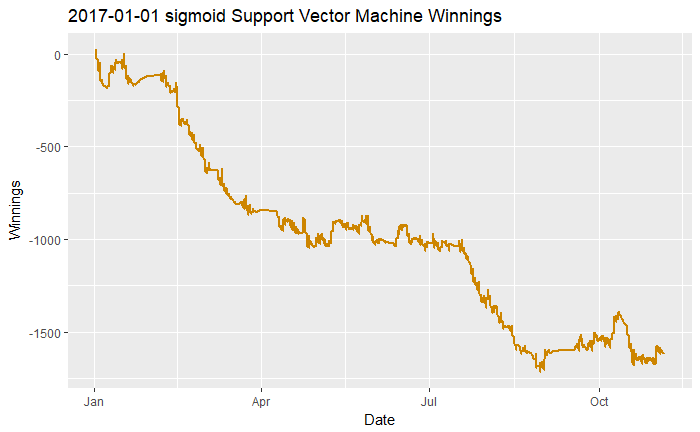 2017-01-01 sigmoid Support Vector Machine Winnings
0
-500
-1000
-1500
Winnings
Jan
Apr
Jul
Oct
Date